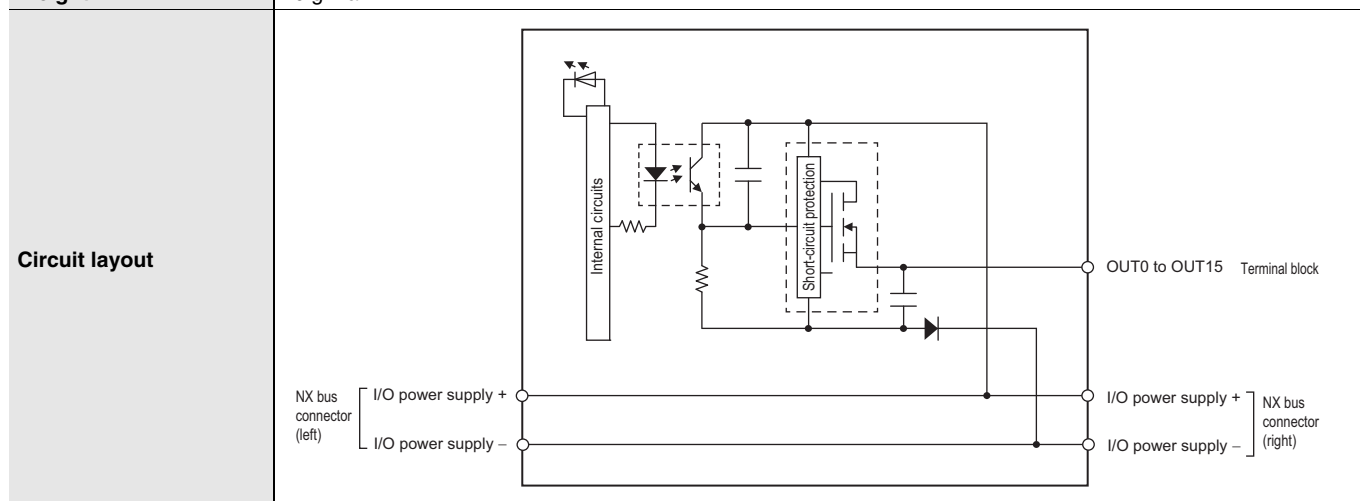 Circuit layout
Internal circuits
Short-circuit protection
OUT0 to OUT15 Terminal block
NX bus
connector
(left)
I/O power supply +
I/O power supply −
I/O power supply +
I/O power supply −
NX bus
connector
(right)